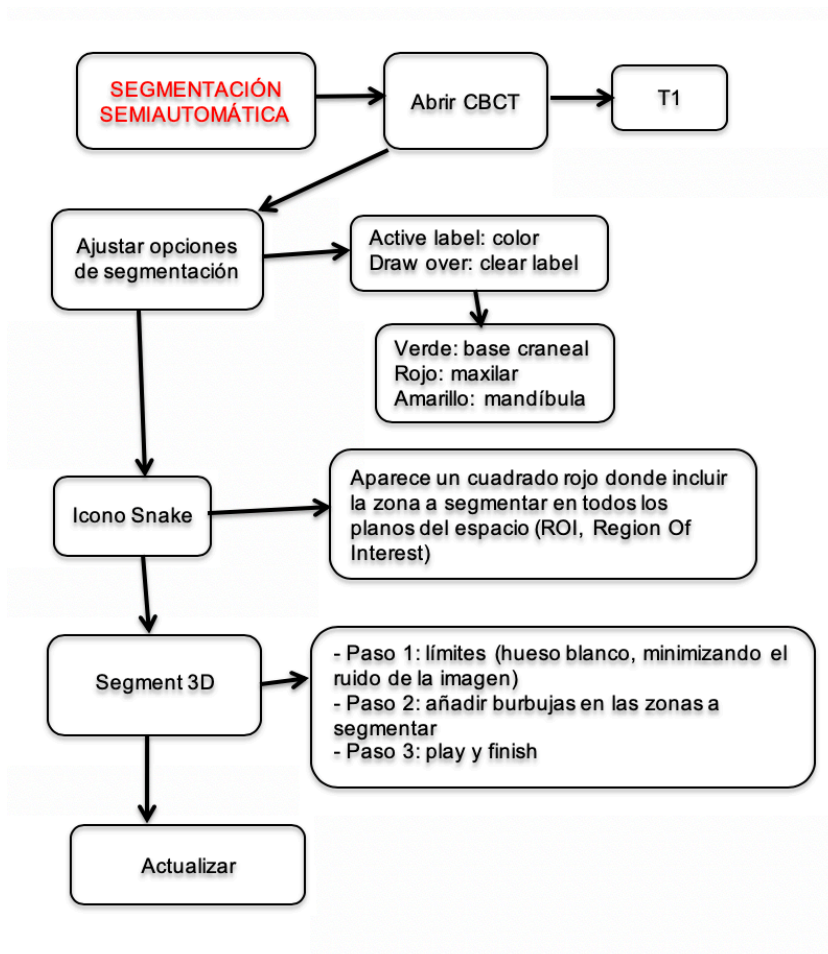 SEGMENTACIÓN
SEMIAUTOMÁTICA
Abrir CBCT
T1
Ajustar opciones
de segmentación
Active label: color
Draw over: clear label
Verde: base craneal
Rojo: maxilar
Amarillo: mandíbula
Icono Snake
Aparece un cuadrado rojo donde incluir
la zona a segmentar en todos los
planos del espacio (ROI, Region Of
Interest)
Segment 3D
- Paso 1: límites (hueso blanco, minimizando el
ruido de la imagen)
- Paso 2: añadir burbujas en las zonas a
segmentar
- Paso 3: play y finish
Actualizar